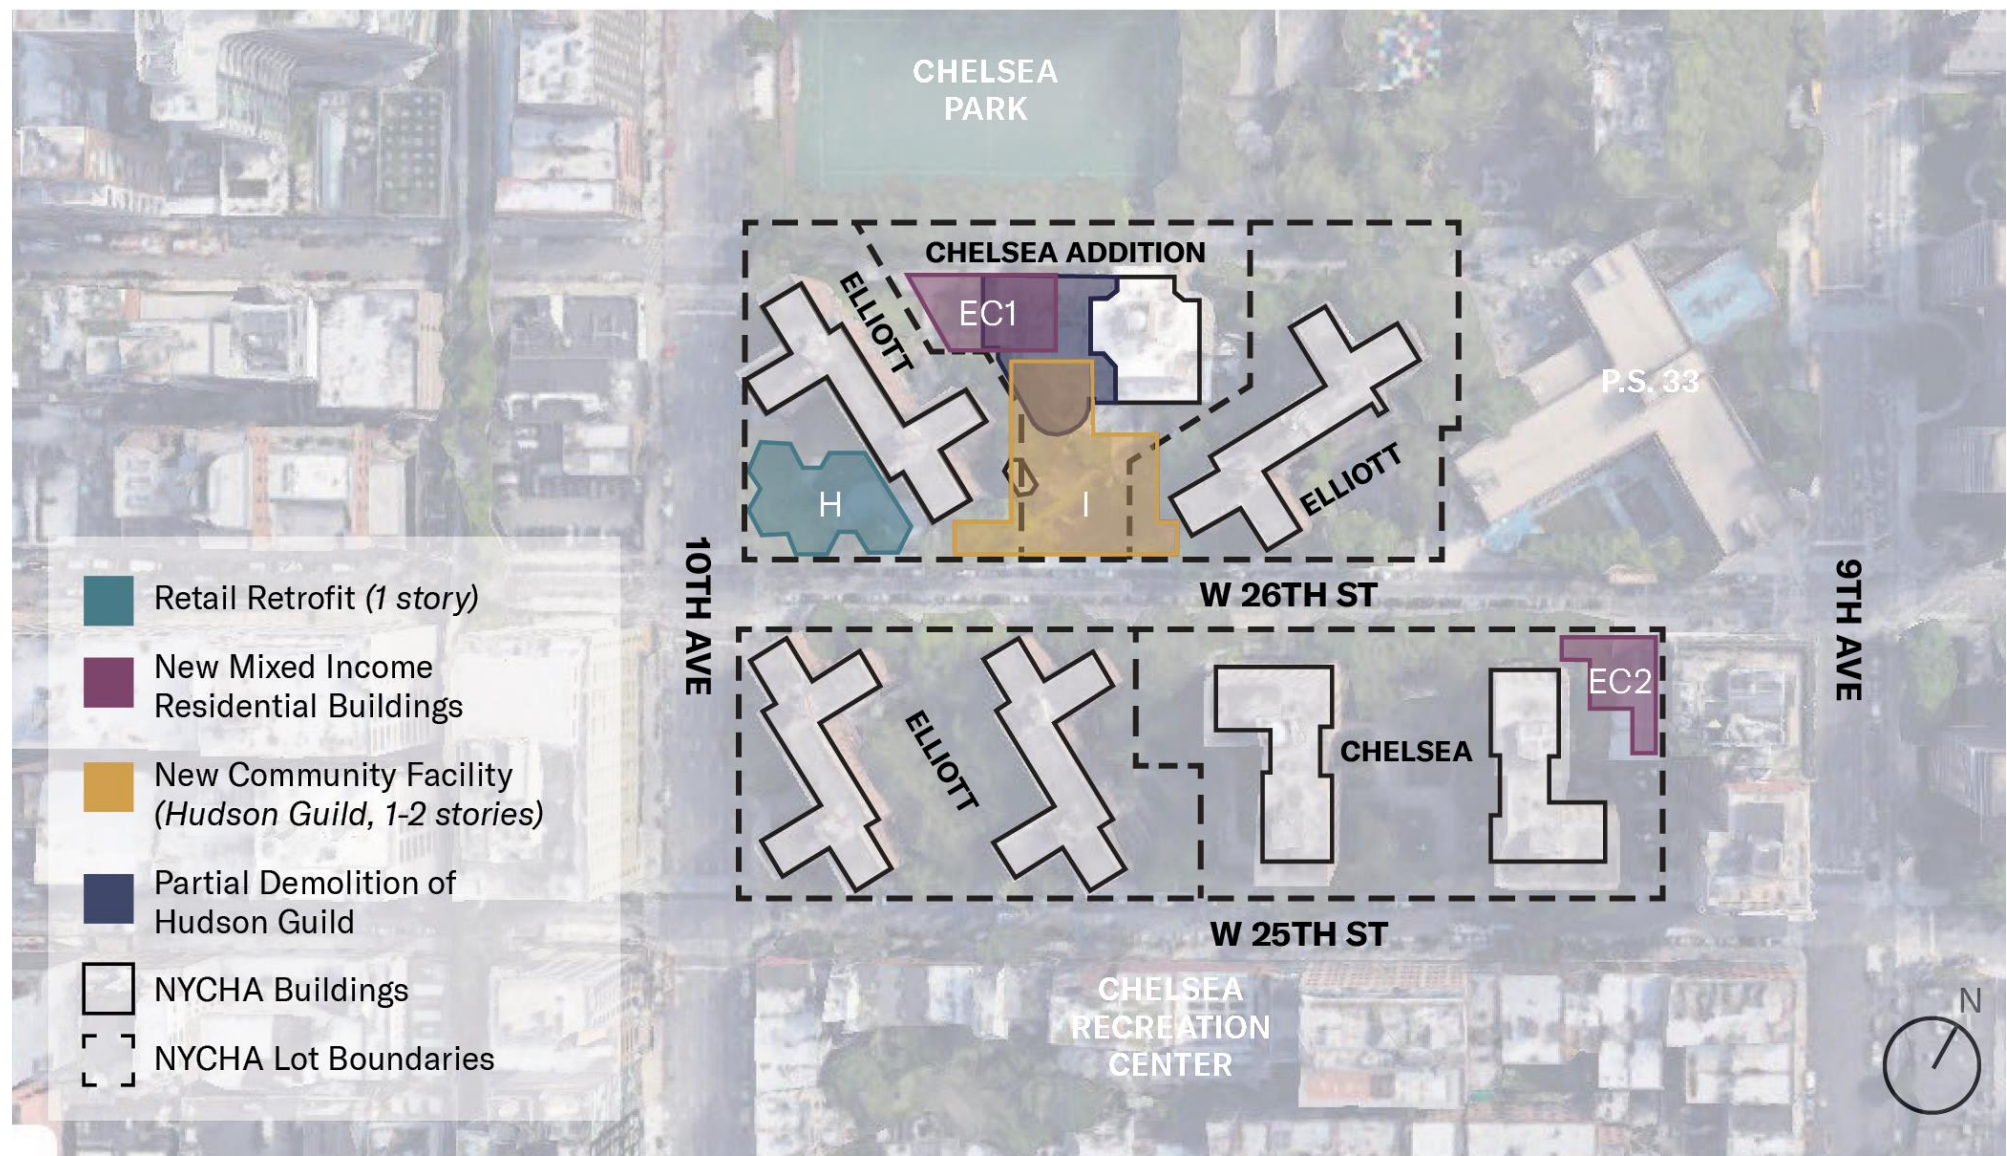 CHELSEA
PARK
CHELSEA ADDITION
ELLIOTT
EC1
P.S. 33
H
I
ELLIOTT
10TH AVE
W 26TH ST
9TH AVE
EC2
ELLIOTT
CHELSEA
W 25TH ST
CHELSEA
RECREATION
CENTER
N
Retail Retrofit (1 story)
New Mixed Income
Residential Buildings
New Community Facility
(Hudson Guild, 1-2 stories)
Partial Demolition of
Hudson Guild
NYCHA Buildings
NYCHA Lot Boundaries